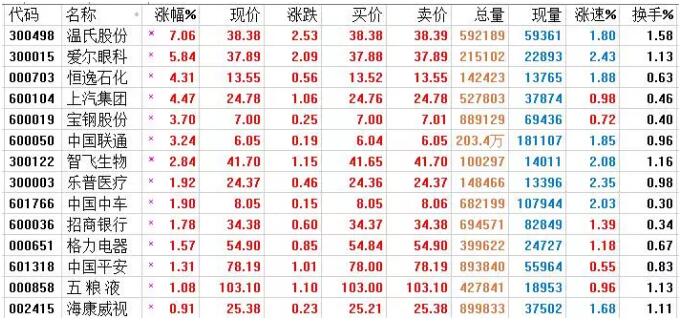 代码 名称 涨幅% 现价 涨跌 买价 卖价 总量 现量 涨速% 换手%
300498 温氏股份 × 7.06 38.38 2.53 38.38 38.39 592189 59361 1.80 1.58
300015 爱尔眼科 × 5.84 37.89 2.09 37.88 37.89 215102 22893 2.43 1.13
000703 恒逸石化 × 4.31 13.55 0.56 13.52 13.55 142423 13765 1.88 0.63
600104 上汽集团 × 4.47 24.78 1.06 24.76 24.78 527803 37874 0.98 0.46
600019 宝钢股份 × 3.70 7.00 0.25 7.00 7.01 889129 69436 0.72 0.40
600050 中国联通 × 3.24 6.05 0.19 6.04 6.05 203.4万 181107 1.85 0.96
300122 智飞生物 × 2.84 41.70 1.15 41.65 41.70 100297 14011 2.08 1.16
300003 乐普医疗 × 1.92 24.37 0.46 24.36 24.37 148466 13396 2.35 0.98
601766 中国中车 × 1.90 8.05 0.15 8.05 8.06 682199 107944 2.03 0.30
600036 招商银行 × 1.78 34.38 0.60 34.37 34.38 694571 82849 1.39 0.34
000651 格力电器 × 1.57 54.90 0.85 54.84 54.90 399622 24727 1.18 0.67
601318 中国平安 × 1.31 78.19 1.01 78.00 78.19 893840 55964 0.55 0.83
000858 五粮液 × 1.08 103.10 1.10 103.00 103.10 427841 18953 0.96 1.13
002415 海康威视 × 0.91 25.38 0.23 25.21 25.38 899833 37502 1.68 1.11